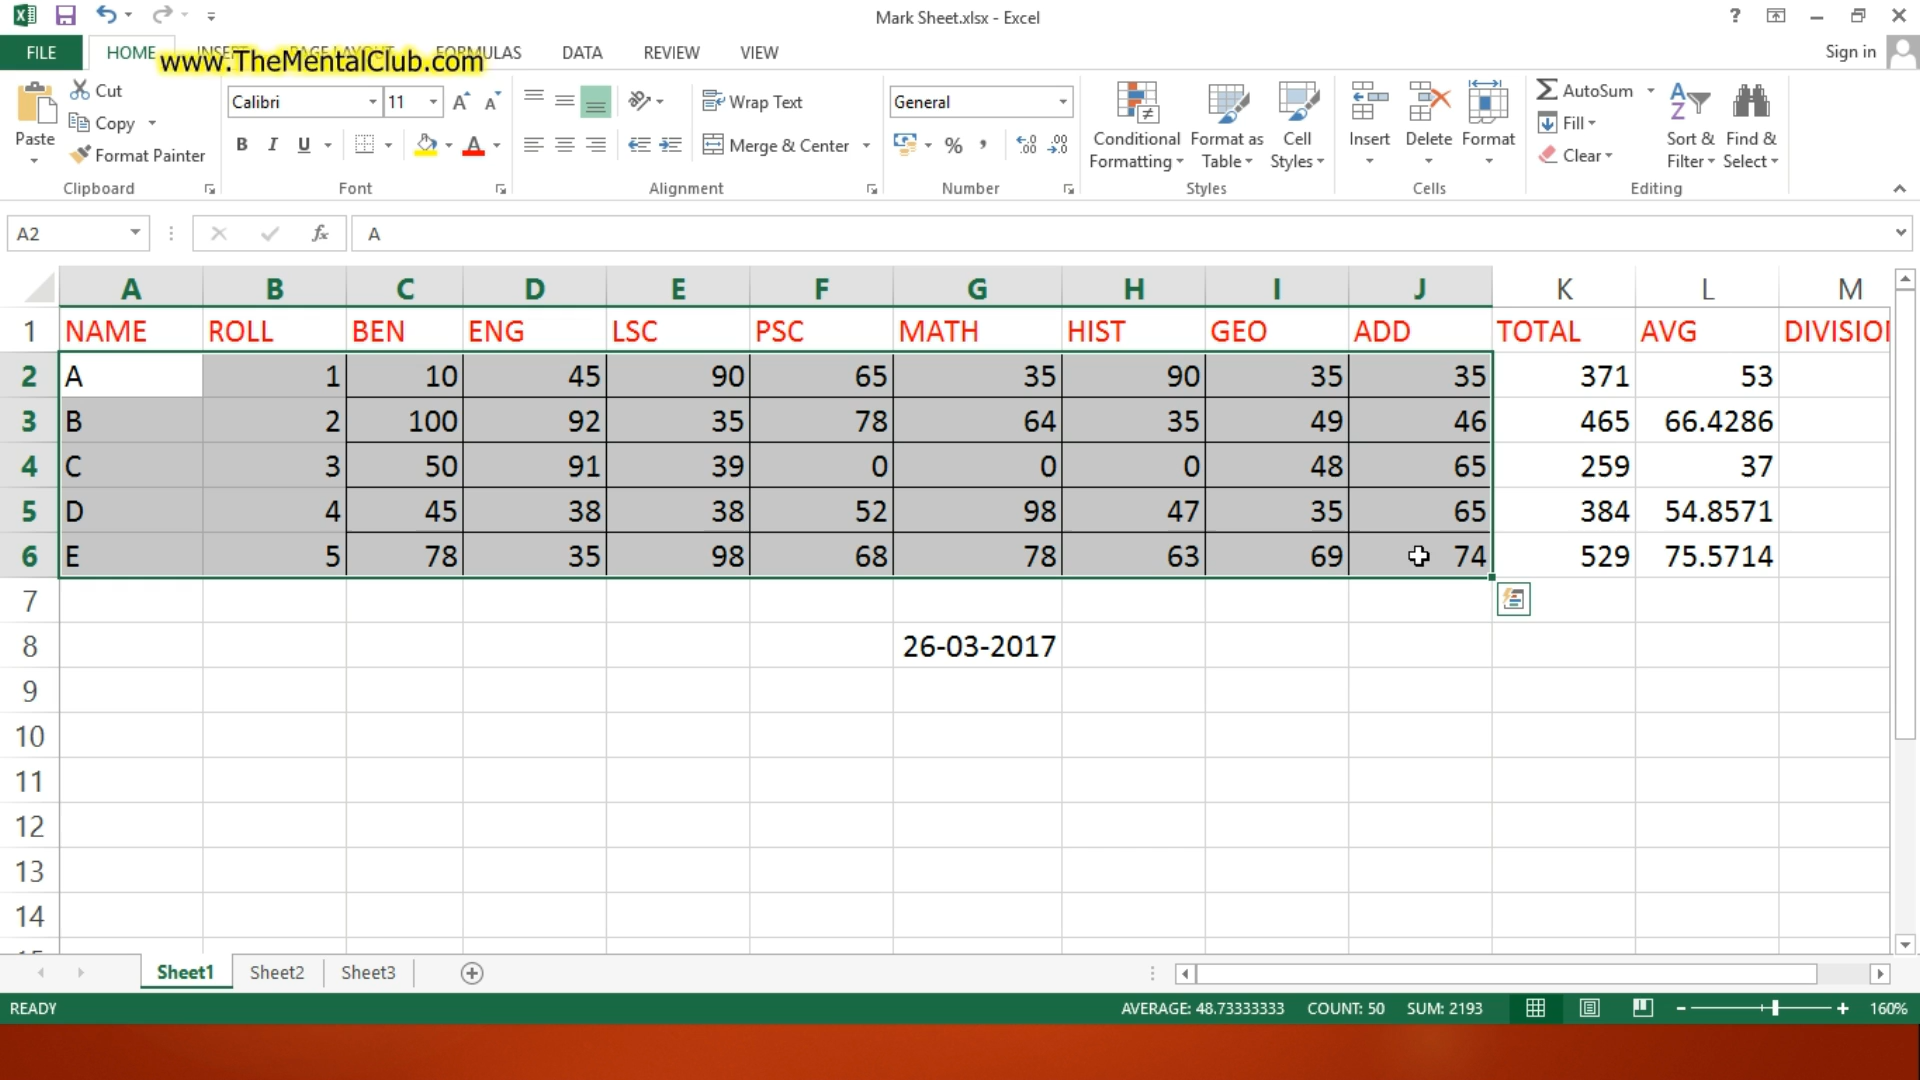 Mark Sheet.xlsx - Excel
?
FILE HOME FORMULAS DATA REVIEW VIEW Sign in
www.TheMentalClub.com
Paste Cut Copy Format Painter Clipboard
Calibri 11 B I U Font
Wrap Text Merge & Center Alignment
General % Number
Conditional Formatting Format as Table Cell Styles Styles
Insert Delete Format Cells
AutoSum Fill Clear Sort & Filter Find & Select Editing
A2 fx A
A B C D E F G H I J K L M
1 NAME ROLL BEN ENG LSC PSC MATH HIST GEO ADD TOTAL AVG DIVISION
2 A 1 10 45 90 65 35 90 35 35 371 53
3 B 2 100 92 35 78 64 35 49 46 465 66.4286
4 C 3 50 91 39 0 0 0 48 65 259 37
5 D 4 45 38 38 52 98 47 35 65 384 54.8571
6 E 5 78 35 98 68 78 63 69 74 529 75.5714
7
8 26-03-2017
9
10
11
12
13
14
Sheet1 Sheet2 Sheet3
READY AVERAGE: 48.73333333 COUNT: 50 SUM: 2193 160%